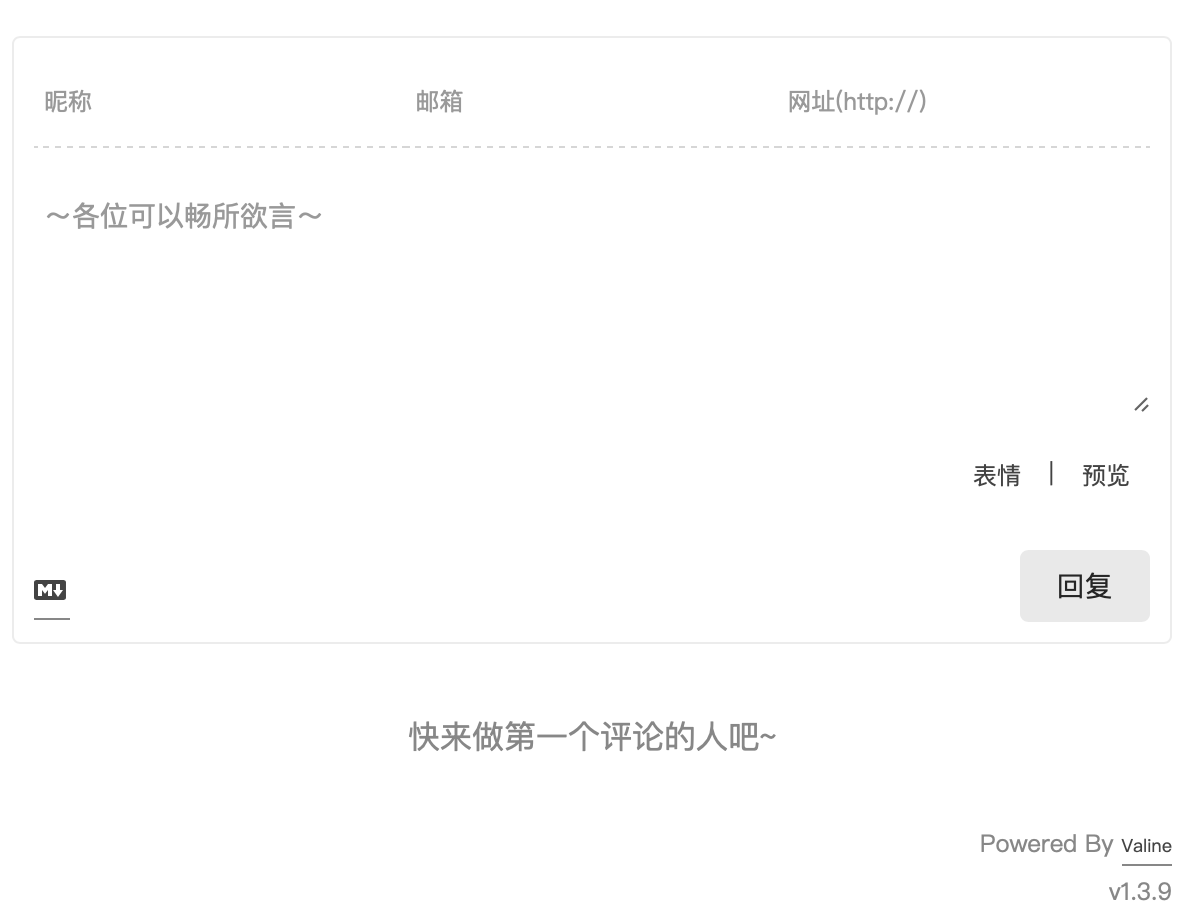 昵称 邮箱 网址(http://)
～各位可以畅所欲言～
表情 | 预览
M↓
回复
快来做第一个评论的人吧~
Powered By Valine
v1.3.9